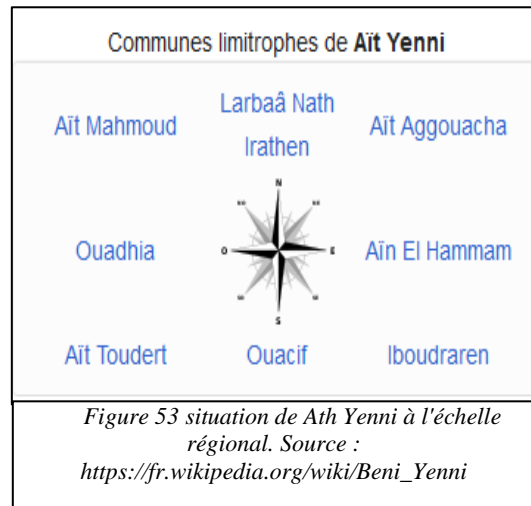 Communes limitrophes de Aït Yenni
Aït Mahmoud
Larbaâ Nath
Irathen
Aït Aggouacha
N
Ouadhia
O
E
Aïn El Hammam
S
Aït Toudert
Ouacif
Iboudraren
Figure 53 situation de Ath Yenni à l'échelle
régional. Source :
https://fr.wikipedia.org/wiki/Beni_Yenni